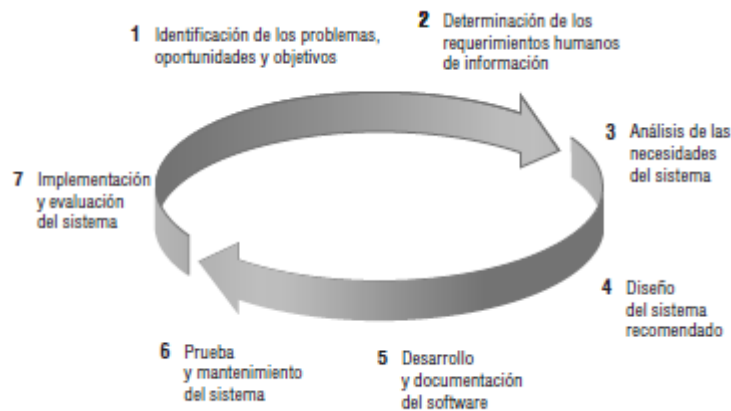 1 Identificación de los problemas,
oportunidades y objetivos
2 Determinación de los
requerimientos humanos
de información
3 Análisis de las
necesidades
del sistema
4 Diseño
del sistema
recomendado
5 Desarrollo
y documentación
del software
6 Prueba
y mantenimiento
del sistema
7 Implementación
y evaluación
del sistema